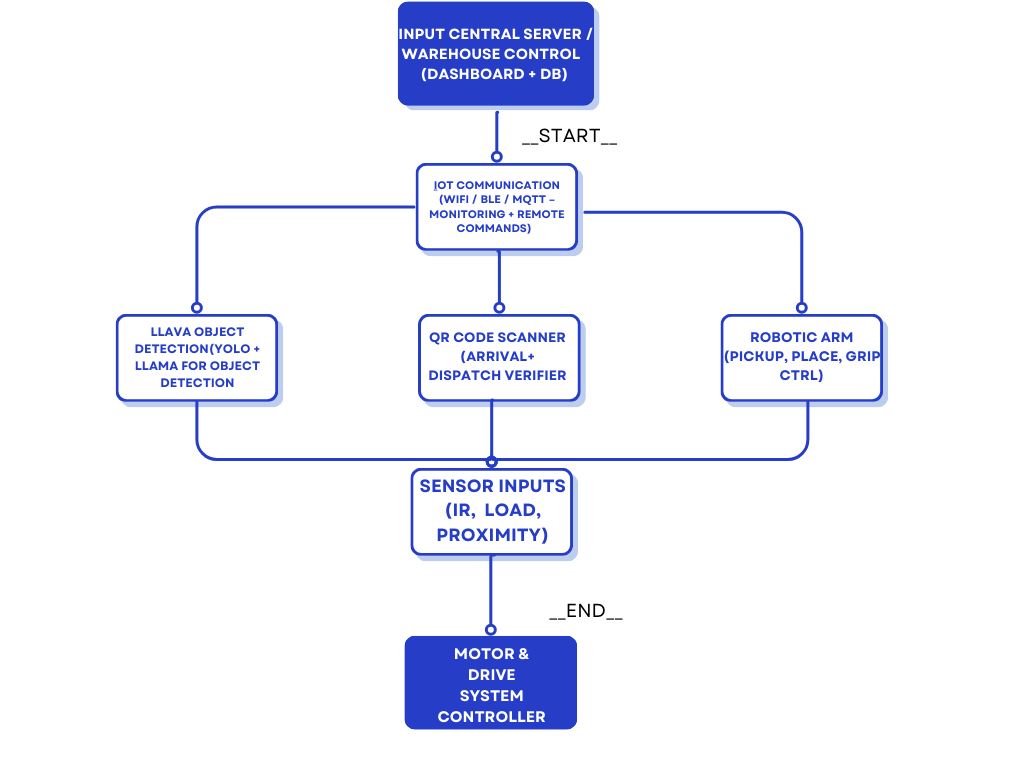 INPUT CENTRAL SERVER /
WAREHOUSE CONTROL
(DASHBOARD + DB)
__START__
IOT COMMUNICATION
(WIFI / BLE / MQTT –
MONITORING + REMOTE
COMMANDS)
LLAVA OBJECT
DETECTION(YOLO +
LLAMA FOR OBJECT
DETECTION
QR CODE SCANNER
(ARRIVAL+
DISPATCH VERIFIER
ROBOTIC ARM
(PICKUP, PLACE, GRIP
CTRL)
SENSOR INPUTS
(IR, LOAD,
PROXIMITY)
__END__
MOTOR &
DRIVE
SYSTEM
CONTROLLER